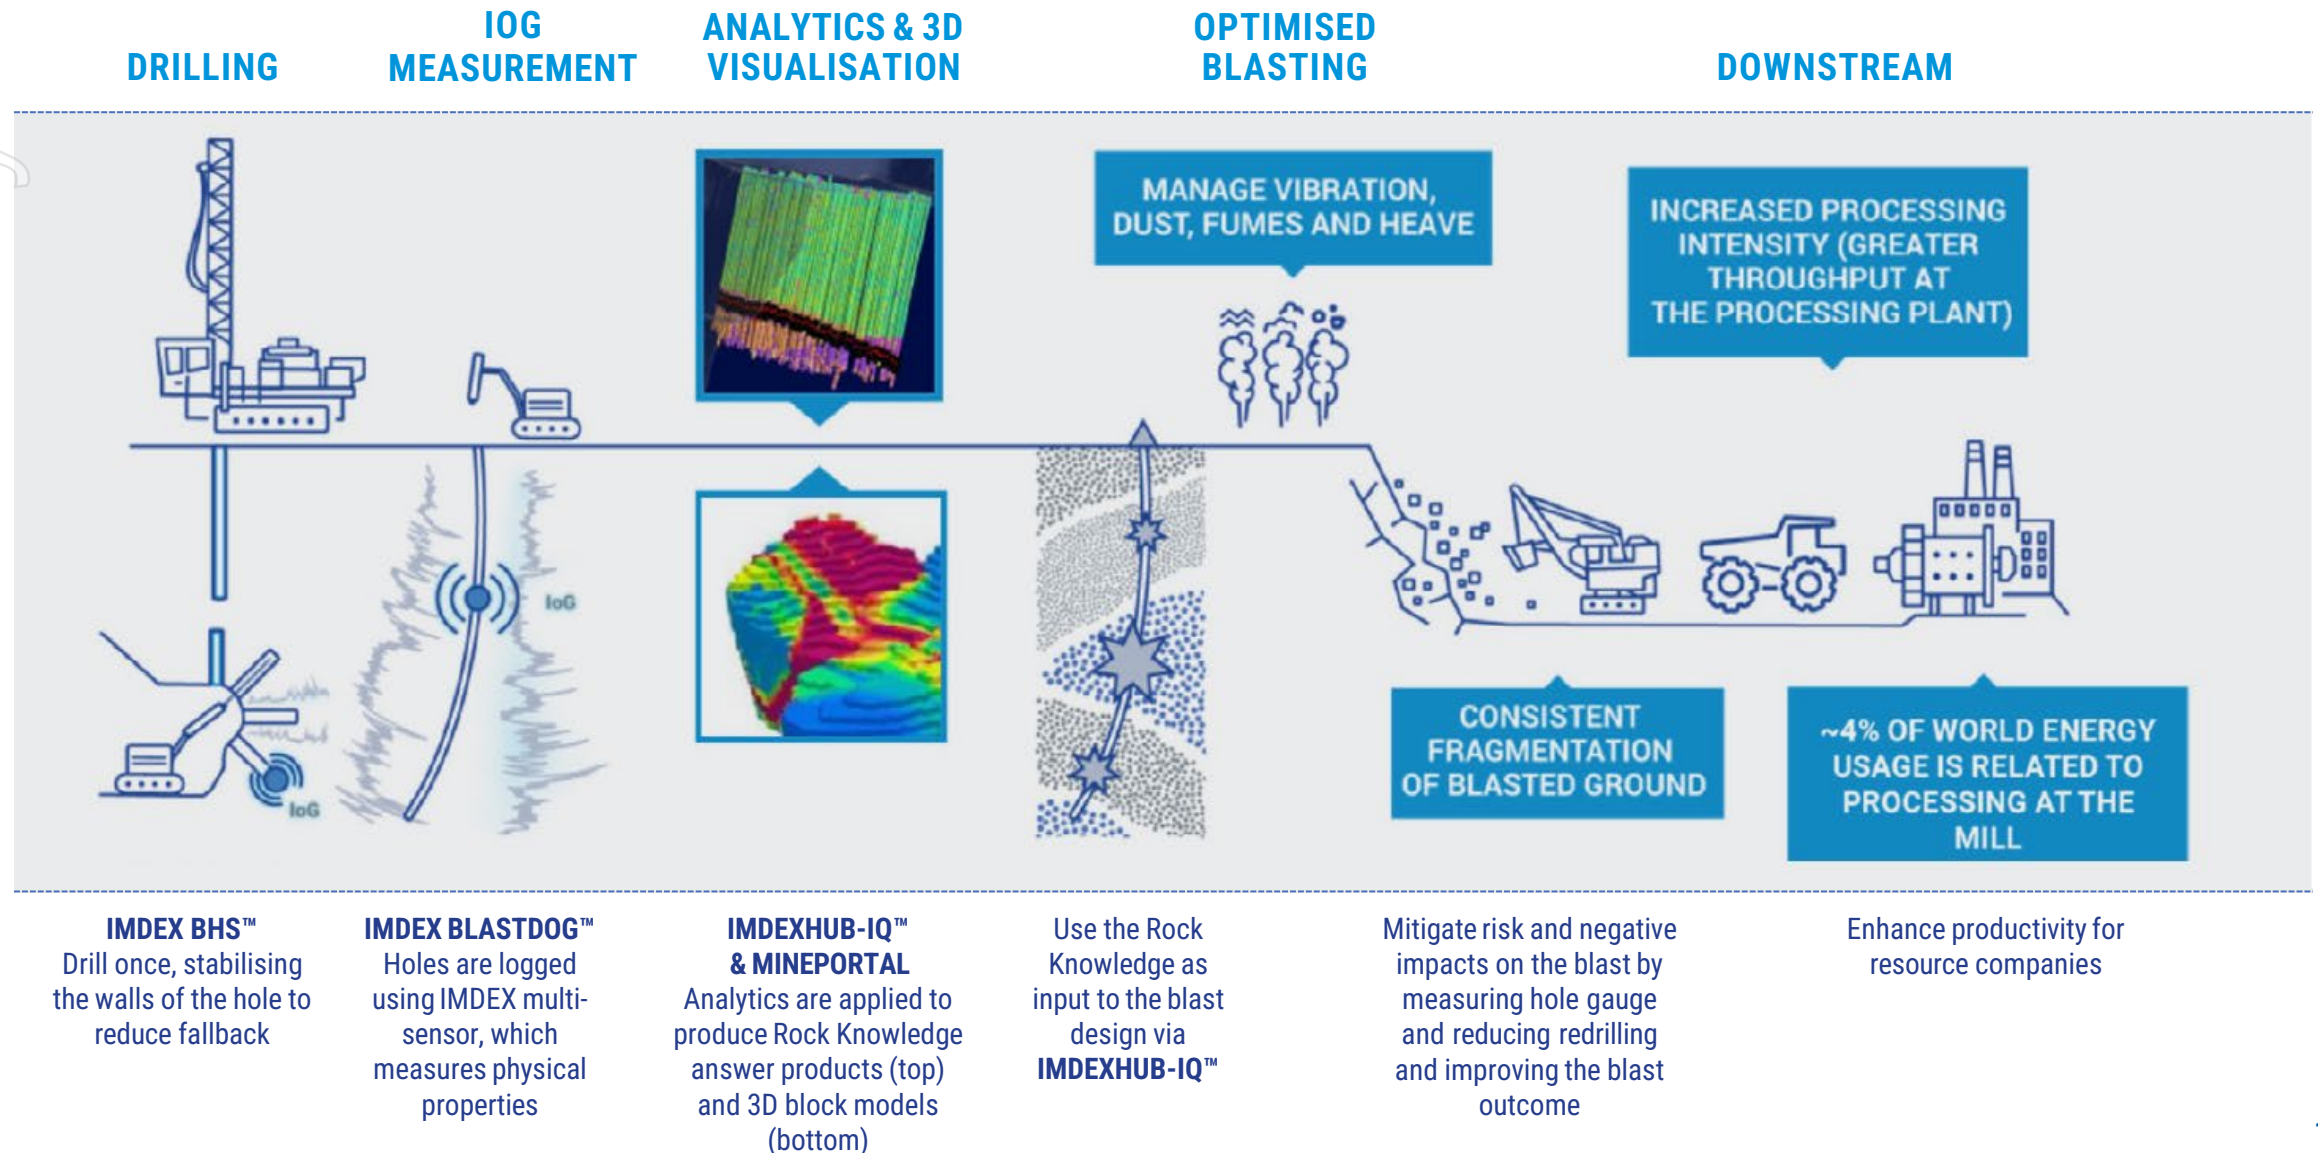 DRILLING
IOG
MEASUREMENT
ANALYTICS & 3D
VISUALISATION
OPTIMISED
BLASTING
DOWNSTREAM
MANAGE VIBRATION,
DUST, FUMES AND HEAVE
INCREASED PROCESSING
INTENSITY (GREATER
THROUGHPUT AT
THE PROCESSING PLANT)
IoG
IoG
CONSISTENT
FRAGMENTATION
OF BLASTED GROUND
~4% OF WORLD ENERGY
USAGE IS RELATED TO
PROCESSING AT THE
MILL
IMDEX BHS™
Drill once, stabilising
the walls of the hole to
reduce fallback
IMDEX BLASTDOG™
Holes are logged
using IMDEX multi-
sensor, which
measures physical
properties
IMDEXHUB-IQ™
& MINEPORTAL
Analytics are applied to
produce Rock Knowledge
answer products (top)
and 3D block models
(bottom)
Use the Rock
Knowledge as
input to the blast
design via
IMDEXHUB-IQ™
Mitigate risk and negative
impacts on the blast by
measuring hole gauge
and reducing redrilling
and improving the blast
outcome
Enhance productivity for
resource companies